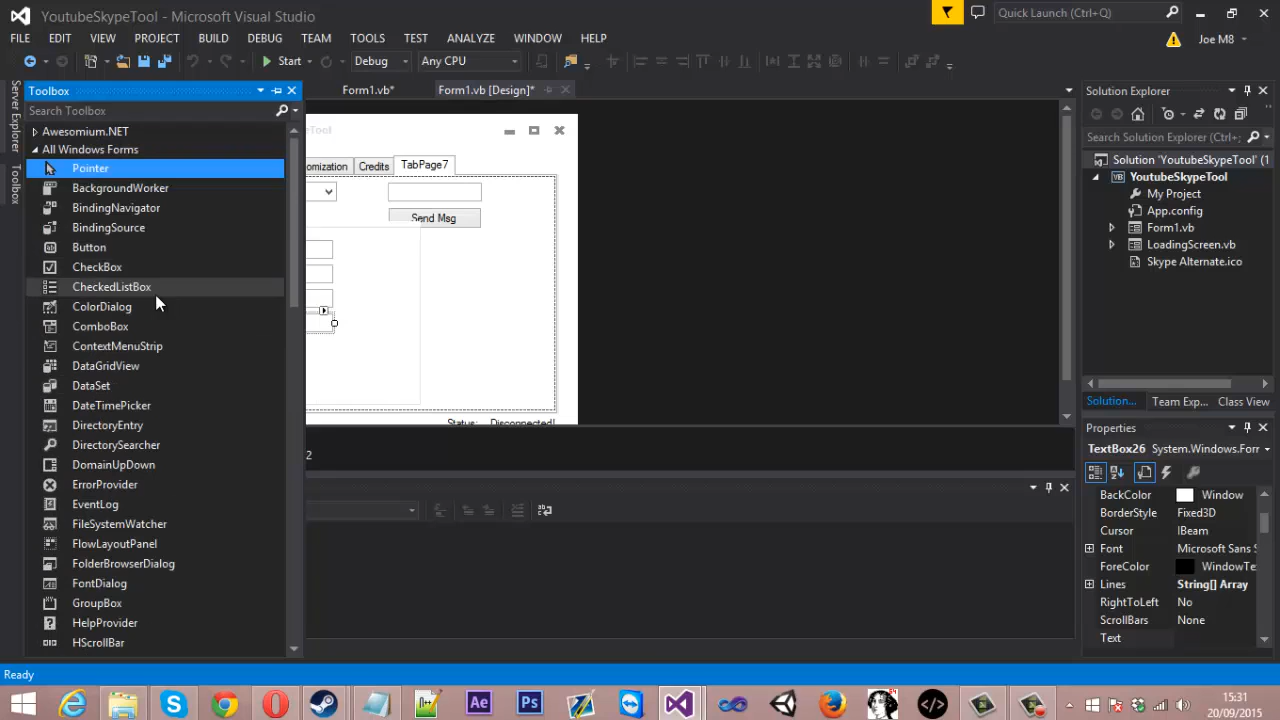 YoutubeSkypeTool - Microsoft Visual Studio
Quick Launch (Ctrl+Q)
FILE EDIT VIEW PROJECT BUILD DEBUG TEAM TOOLS TEST ANALYZE WINDOW HELP
Joe M8
Start Debug Any CPU
Server Explorer
Toolbox
Toolbox
Search Toolbox
Awesomium.NET
All Windows Forms
Pointer
BackgroundWorker
BindingNavigator
BindingSource
Button
CheckBox
CheckedListBox
ColorDialog
ComboBox
ContextMenuStrip
DataGridView
DataSet
DateTimePicker
DirectoryEntry
DirectorySearcher
DomainUpDown
ErrorProvider
EventLog
FileSystemWatcher
FlowLayoutPanel
FolderBrowserDialog
FontDialog
GroupBox
HelpProvider
HScrollBar
Form1.vb* Form1.vb [Design]*
eTool
omization Credits TabPage7
Send Msg
Status: Disconnected!
2
Solution Explorer
Search Solution Explorer
Solution 'YoutubeSkypeTool' (1
YoutubeSkypeTool
My Project
App.config
Form1.vb
LoadingScreen.vb
Skype Alternate.ico
Solution... Team Exp... Class View
Properties
TextBox26 System.Windows.Forr
BackColor Window
BorderStyle Fixed3D
Cursor IBeam
Font Microsoft Sans S
ForeColor WindowTe
Lines String[] Array
RightToLeft No
ScrollBars None
Text
Ready
Ae
Ps
15:31
20/09/2015